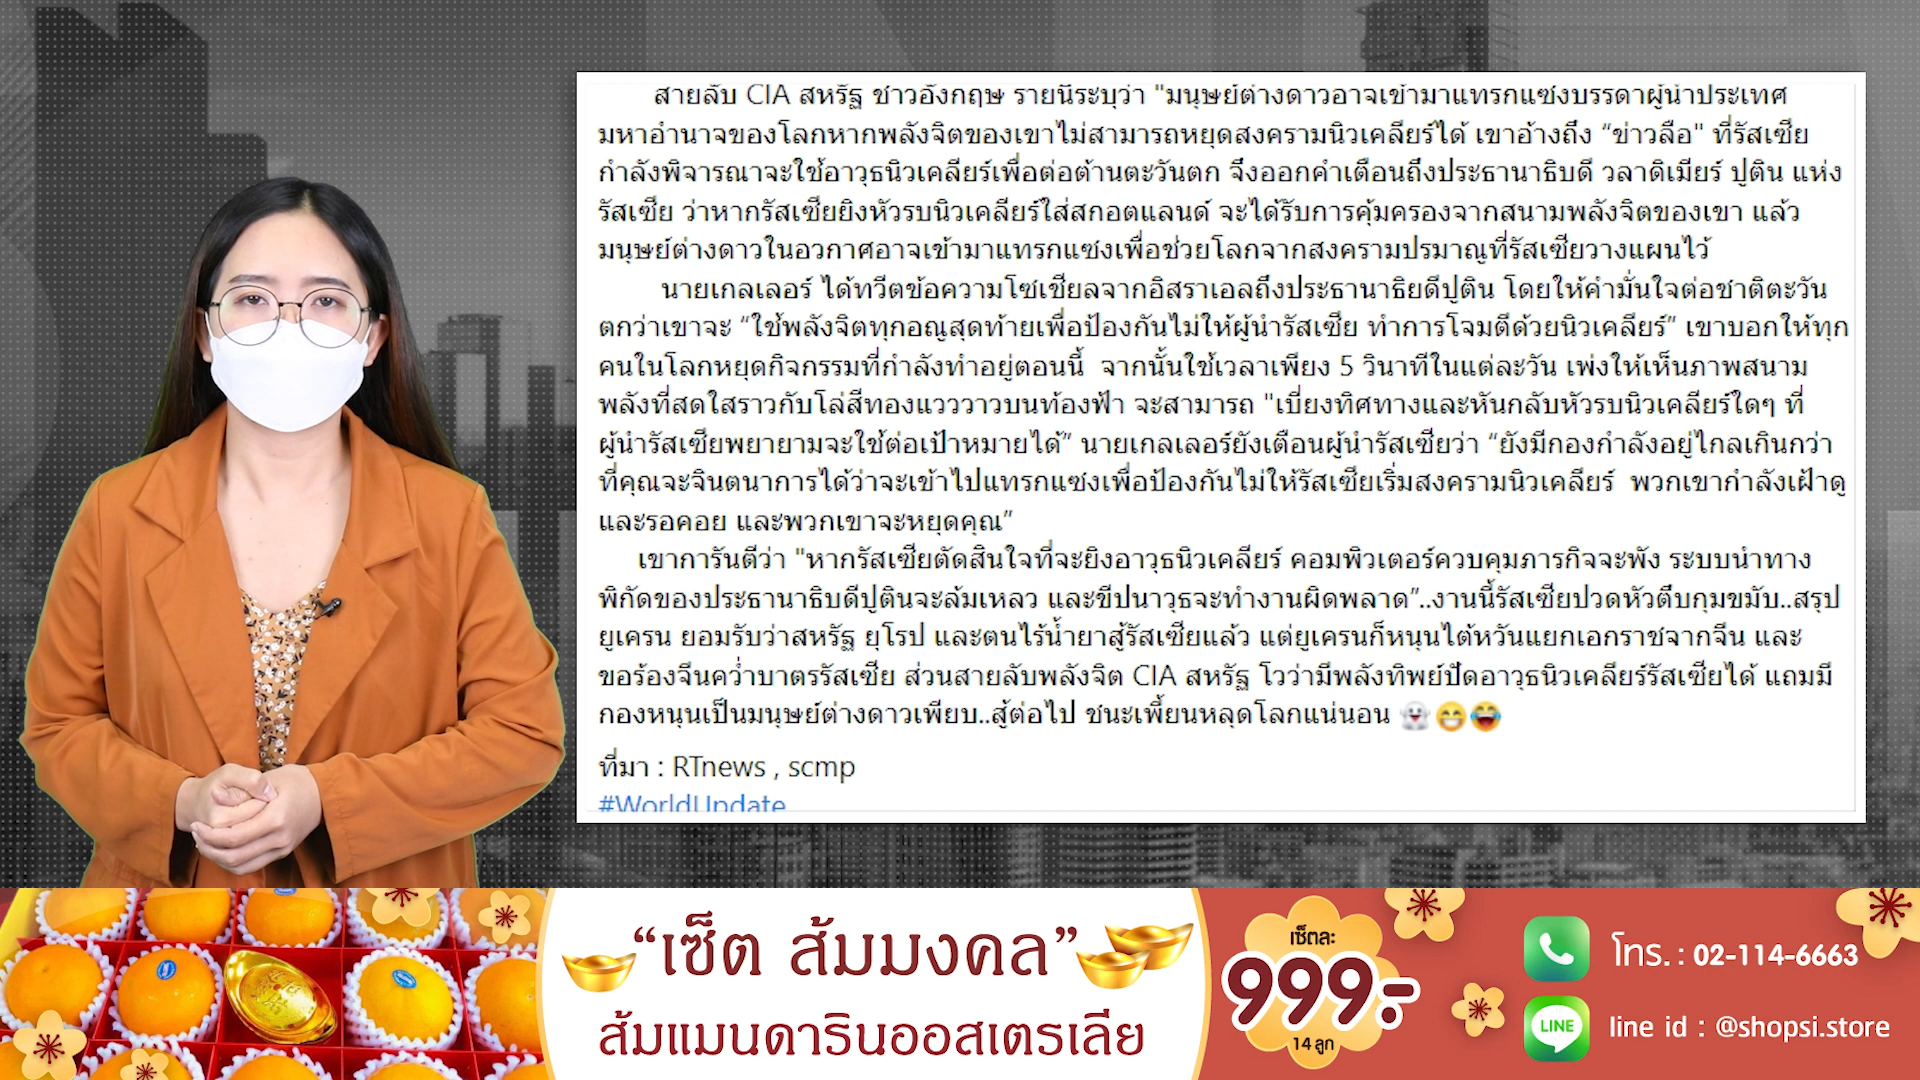 สายลับ CIA สหรัฐ ชาวอังกฤษ รายนี้ระบุว่า "มนุษย์ต่างดาวอาจเข้ามาแทรกแซงบรรดาผู้นำประเทศ
มหาอำนาจของโลกหากพลังจิตของเขาไม่สามารถหยุดสงครามนิวเคลียร์ได้ เขาอ้างถึง “ข่าวลือ" ที่รัสเซีย
กำลังพิจารณาจะใช้อาวุธนิวเคลียร์เพื่อต่อต้านตะวันตก จึงออกคำเตือนถึงประธานาธิบดี วลาดิเมียร์ ปูติน แห่ง
รัสเซีย ว่าหากรัสเซียยิงหัวรบนิวเคลียร์ใส่สกอตแลนด์ จะได้รับการคุ้มครองจากสนามพลังจิตของเขา แล้ว
มนุษย์ต่างดาวในอวกาศอาจเข้ามาแทรกแซงเพื่อช่วยโลกจากสงครามปรมาณูที่รัสเซียวางแผนไว้
นายเกลเลอร์ ได้ทวีตข้อความโซเชียลจากอิสราเอลถึงประธานาธิยดีปูติน โดยให้คำมั่นใจต่อชาติตะวัน
ตกว่าเขาจะ “ใช้พลังจิตทุกอณูสุดท้ายเพื่อป้องกันไม่ให้ผู้นำรัสเซีย ทำการโจมตีด้วยนิวเคลียร์” เขาบอกให้ทุก
คนในโลกหยุดกิจกรรมที่กำลังทำอยู่ตอนนี้ จากนั้นใช้เวลาเพียง 5 วินาทีในแต่ละวัน เพ่งให้เห็นภาพสนาม
พลังที่สดใสราวกับโล่สีทองแวววาวบนท้องฟ้า จะสามารถ "เบี่ยงทิศทางและหันกลับหัวรบนิวเคลียร์ใดๆ ที่
ผู้นำรัสเซียพยายามจะใช้ต่อเป้าหมายได้” นายเกลเลอร์ยังเตือนผู้นำรัสเซียว่า “ยังมีกองกำลังอยู่ไกลเกินกว่า
ที่คุณจะจินตนาการได้ว่าจะเข้าไปแทรกแซงเพื่อป้องกันไม่ให้รัสเซียเริ่มสงครามนิวเคลียร์ พวกเขากำลังเฝ้าดู
และรอคอย และพวกเขาจะหยุดคุณ”
เขาการันตีว่า "หากรัสเซียตัดสินใจที่จะยิงอาวุธนิวเคลียร์ คอมพิวเตอร์ควบคุมภารกิจจะพัง ระบบนำทาง
พิกัดของประธานาธิบดีปูตินจะล้มเหลว และขีปนาวุธจะทำงานผิดพลาด”..งานนี้รัสเซียปวดหัวตึบกุมขมับ..สรุป
ยูเครน ยอมรับว่าสหรัฐ ยุโรป และตนไร้น้ำยาสู้รัสเซียแล้ว แต่ยูเครนก็หนุนไต้หวันแยกเอกราชจากจีน และ
ขอร้องจีนคว่ำบาตรรัสเซีย ส่วนสายลับพลังจิต CIA สหรัฐ โวว่ามีพลังทิพย์ปัดอาวุธนิวเคลียร์รัสเซียได้ แถมมี
กองหนุนเป็นมนุษย์ต่างดาวเพียบ..สู้ต่อไป ชนะเพี้ยนหลุดโลกแน่นอน 👻😁😂
ที่มา : RTnews , scmp
#WorldUpdate
“เซ็ต ส้มมงคล”
ส้มแมนดารินออสเตรเลีย
เซ็ตละ
999.-
14 ลูก
โทร. : 02-114-6663
LINE
line id : @shopsi.store